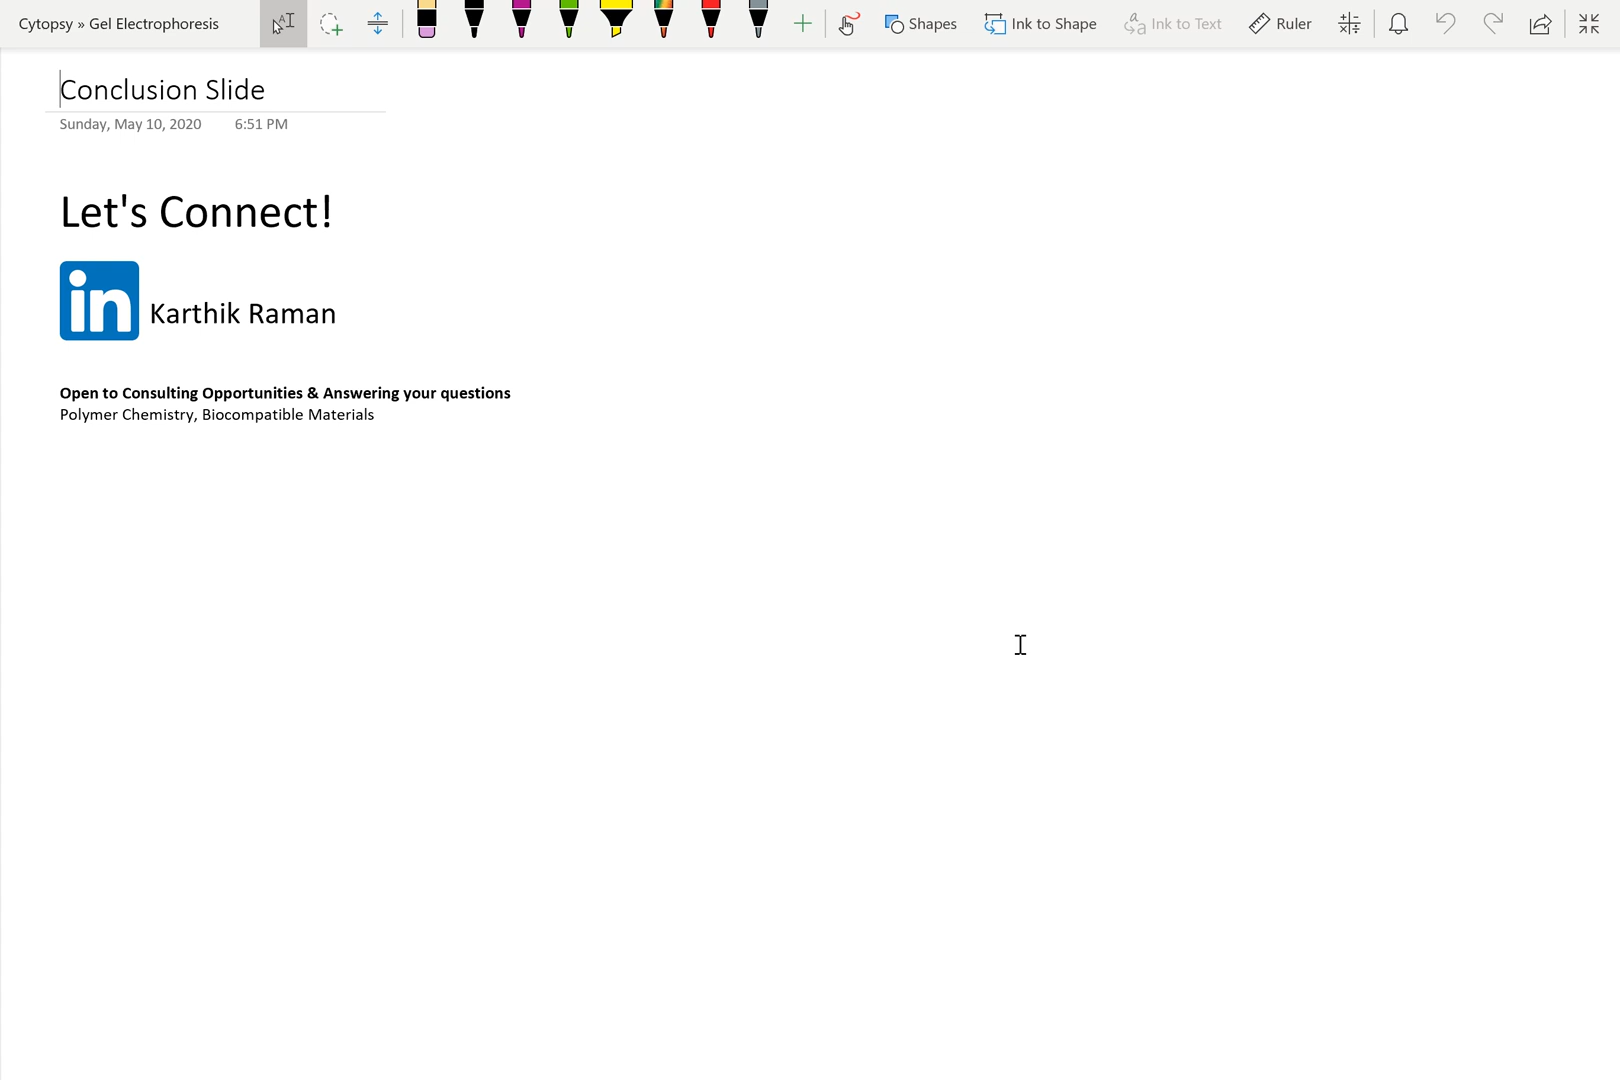 Cytopsy » Gel Electrophoresis
Shapes
Ink to Shape
Ink to Text
Ruler
Conclusion Slide
Sunday, May 10, 2020 6:51 PM
Let's Connect!
in Karthik Raman
Open to Consulting Opportunities & Answering your questions
Polymer Chemistry, Biocompatible Materials